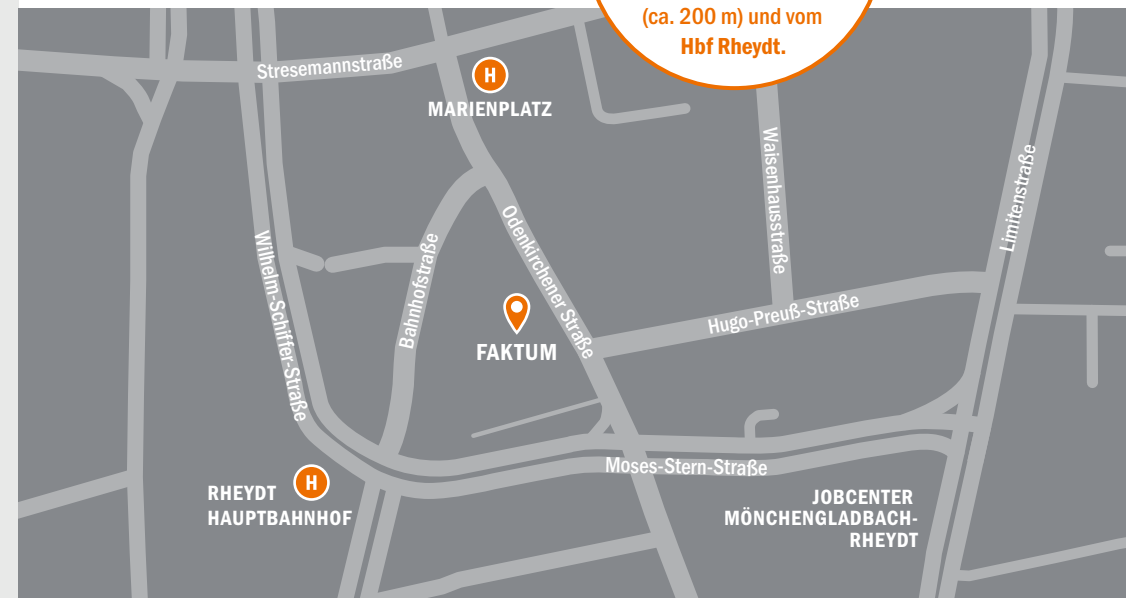 (ca. 200 m) und vom
Hbf Rheydt.
Stresemannstraße
H
MARIENPLATZ
Waisenhausstraße
Limitenstraße
Odenkirchener Straße
Wilhelm-Schiffer-Straße
Bahnhofstraße
Hugo-Preuß-Straße
FAKTUM
Moses-Stern-Straße
H
RHEYDT
HAUPTBAHNHOF
JOBCENTER
MÖNCHENGLADBACH-
RHEYDT